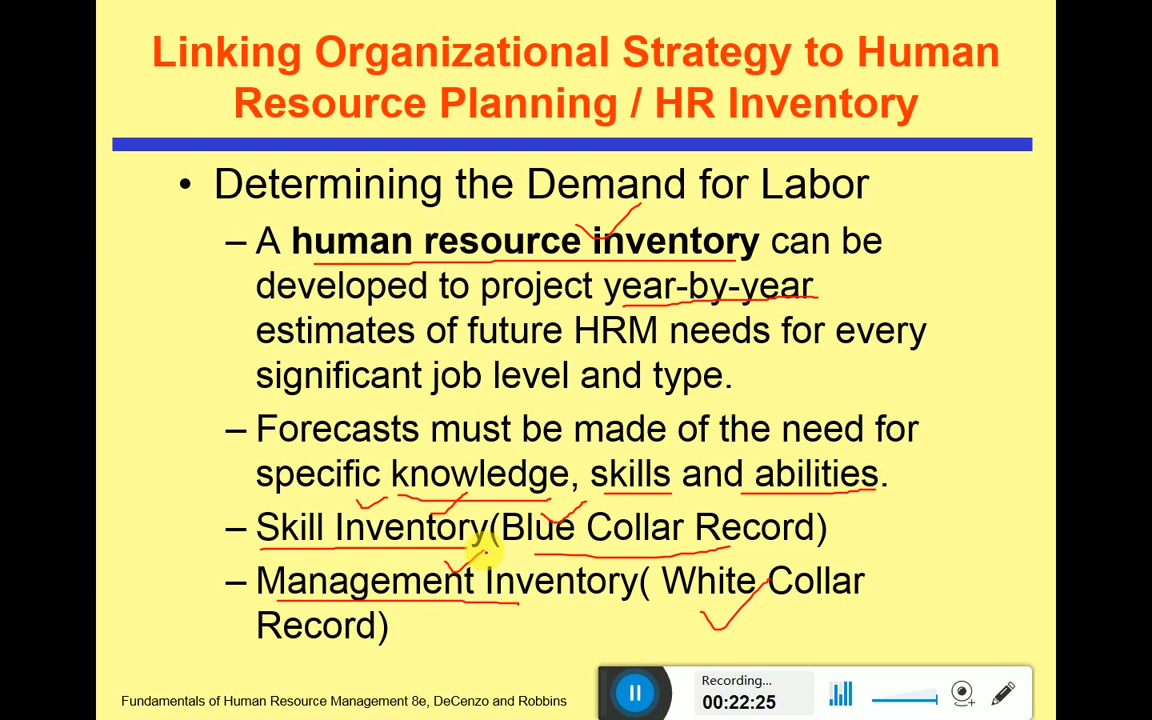 Linking Organizational Strategy to Human
Resource Planning / HR Inventory
• Determining the Demand for Labor
– A human resource inventory can be
developed to project year-by-year
estimates of future HRM needs for every
significant job level and type.
– Forecasts must be made of the need for
specific knowledge, skills and abilities.
– Skill Inventory(Blue Collar Record)
– Management Inventory( White Collar
Record)
Fundamentals of Human Resource Management 8e, DeCenzo and Robbins
Recording...
00:22:25